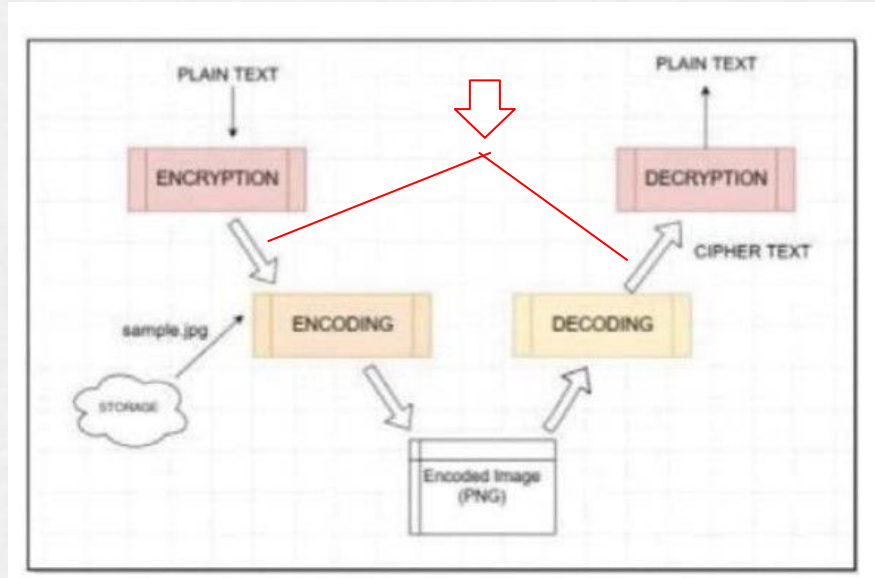 PLAIN TEXT
PLAIN TEXT
ENCRYPTION
DECRYPTION
CIPHER TEXT
sample.jpg
ENCODING
DECODING
STORAGE
Encoded Image
(PNG)